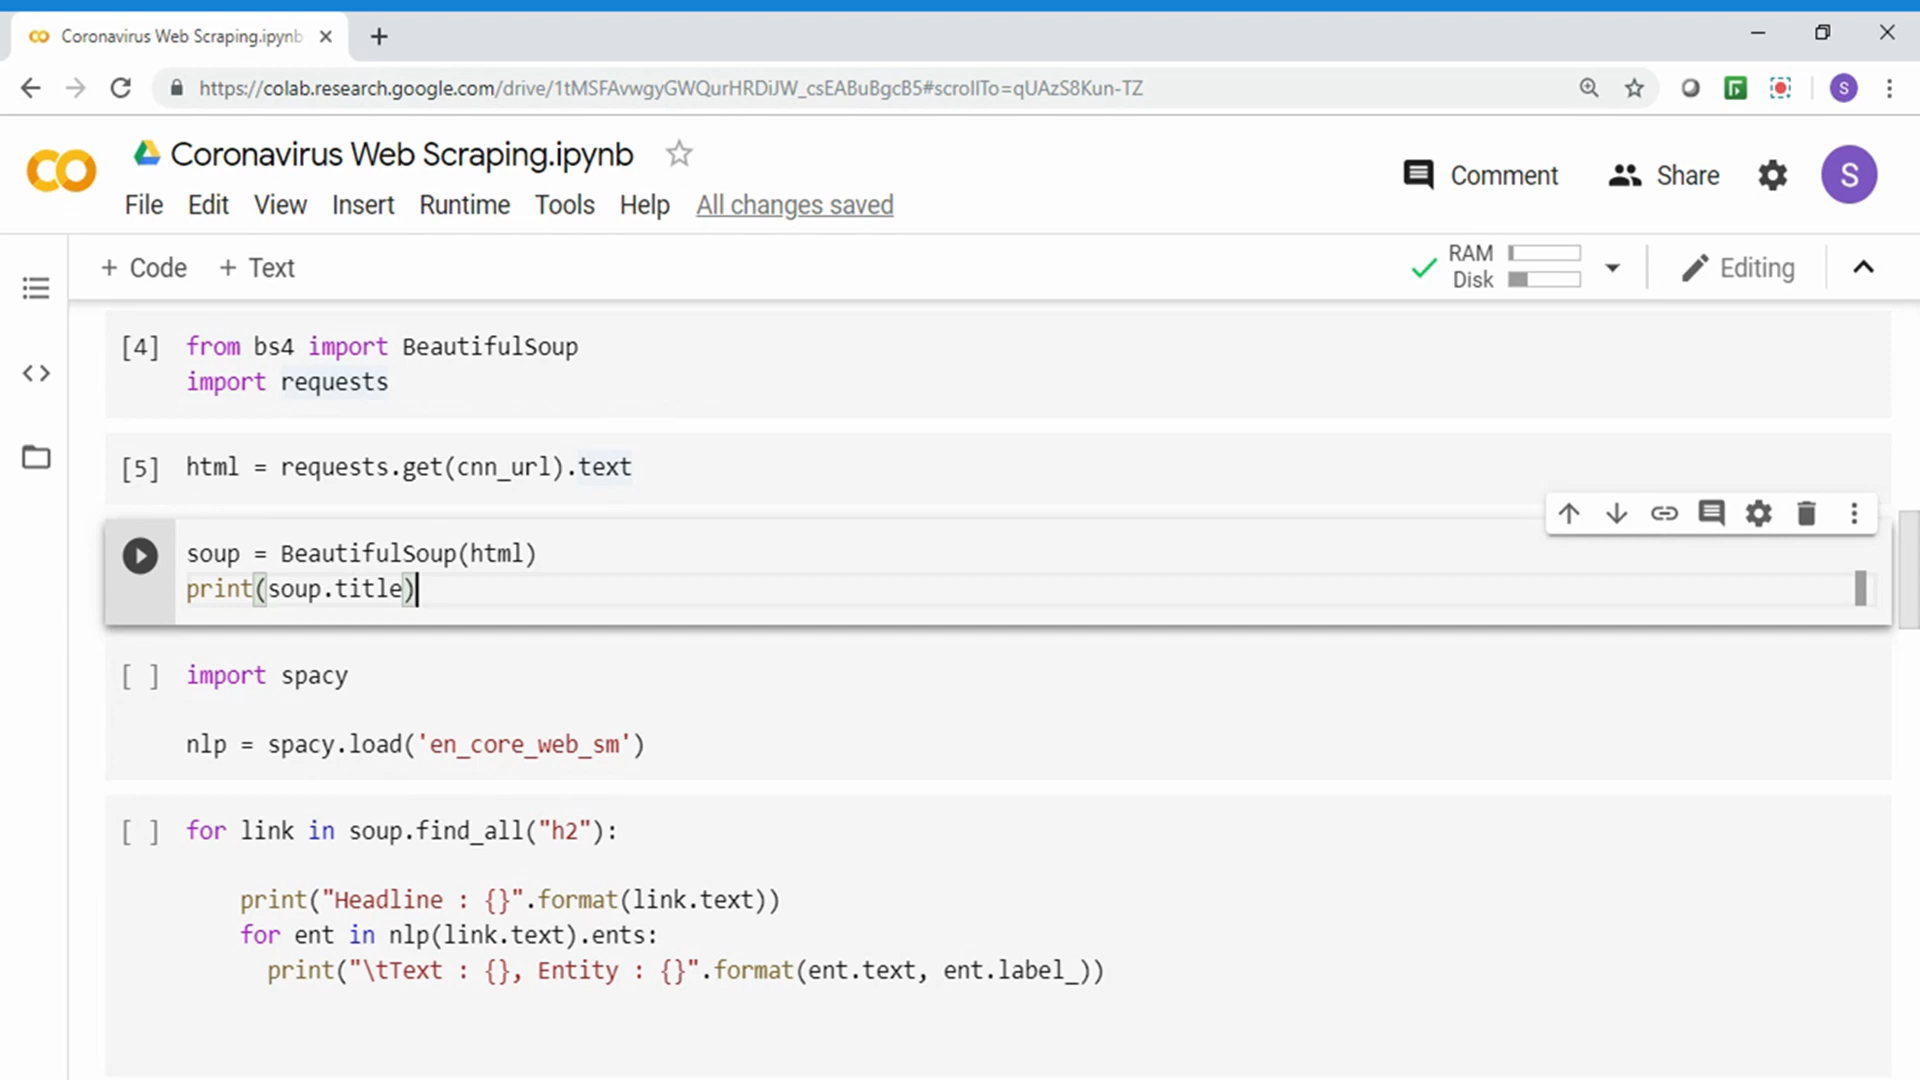 Coronavirus Web Scraping.ipynb
https://colab.research.google.com/drive/1tMSFAvwgyGWQurHRDiJW_csEABuBgcB5#scrollTo=qUAzS8Kun-TZ
S
Coronavirus Web Scraping.ipynb
Comment
Share
S
File Edit View Insert Runtime Tools Help All changes saved
+ Code + Text
RAM
Disk
Editing
[4] from bs4 import BeautifulSoup
import requests
[5] html = requests.get(cnn_url).text
soup = BeautifulSoup(html)
print(soup.title)
[ ] import spacy
nlp = spacy.load('en_core_web_sm')
[ ] for link in soup.find_all("h2"):
print("Headline : {}".format(link.text))
for ent in nlp(link.text).ents:
print("\tText : {}, Entity : {}".format(ent.text, ent.label_))